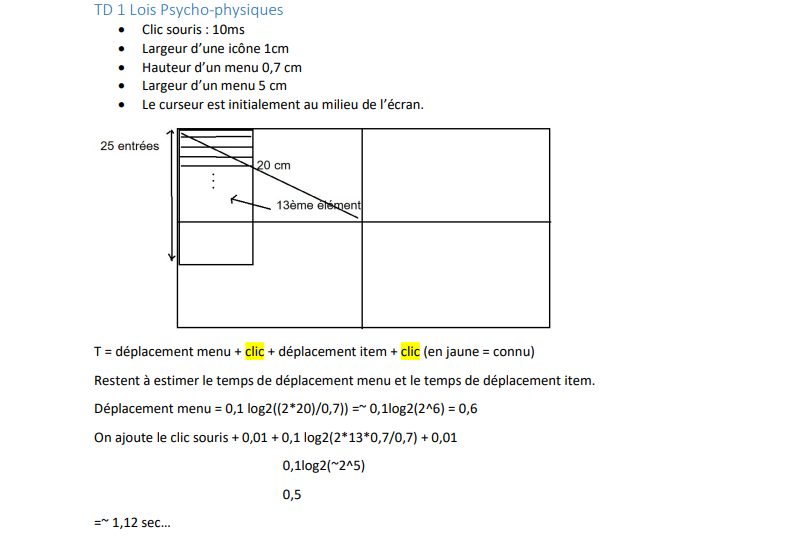 TD 1 Lois Psycho-physiques
• Clic souris : 10ms
• Largeur d'une icône 1cm
• Hauteur d'un menu 0,7 cm
• Largeur d'un menu 5 cm
• Le curseur est initialement au milieu de l'écran.
25 entrées
20 cm
13ème elément
T = déplacement menu + clic + déplacement item + clic (en jaune = connu)
Restent à estimer le temps de déplacement menu et le temps de déplacement item.
Déplacement menu = 0,1 log2((2*20)/0,7)) =~ 0,1log2(2^6) = 0,6
On ajoute le clic souris + 0,01 + 0,1 log2(2*13*0,7/0,7) + 0,01
0,1log2(~2^5)
0,5
=~ 1,12 sec…